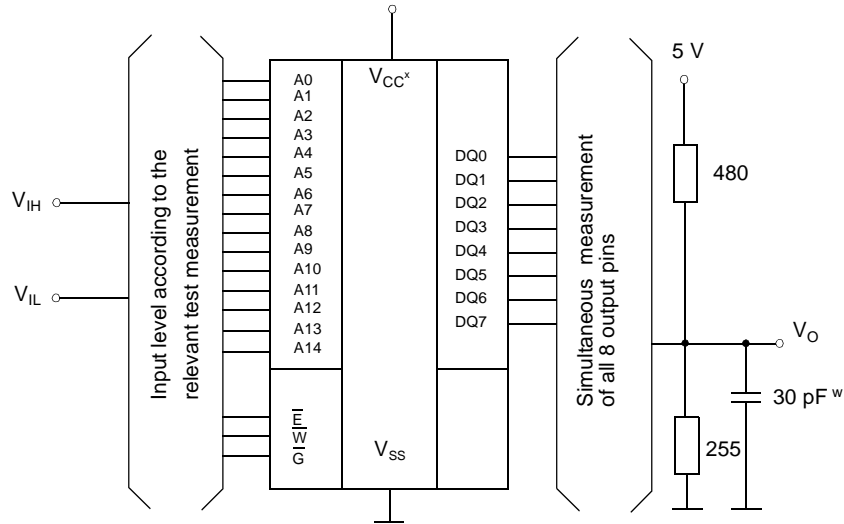 V_IH
V_IL
Input level according to the
relevant test measurement
A0
A1
A2
A3
A4
A5
A6
A7
A8
A9
A10
A11
A12
A13
A14
E̅
W̅
G̅
V_CC^x
V_SS
DQ0
DQ1
DQ2
DQ3
DQ4
DQ5
DQ6
DQ7
Simultaneous measurement
of all 8 output pins
5 V
480
V_O
30 pF ^w
255